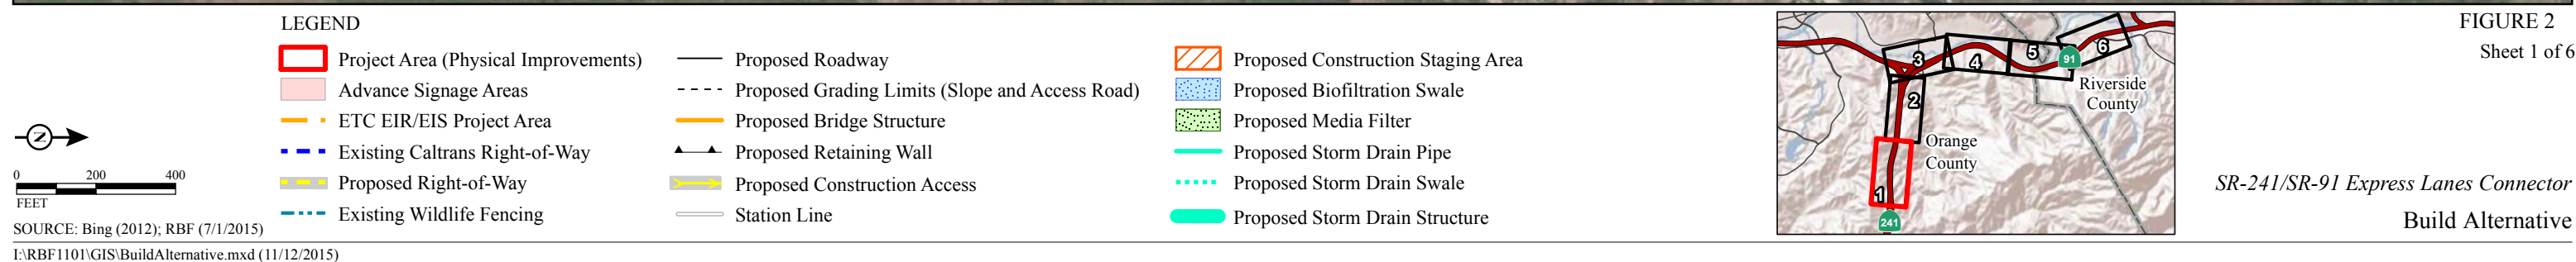 LEGEND
Project Area (Physical Improvements)
Advance Signage Areas
ETC EIR/EIS Project Area
Existing Caltrans Right-of-Way
Proposed Right-of-Way
Existing Wildlife Fencing
Proposed Roadway
Proposed Grading Limits (Slope and Access Road)
Proposed Bridge Structure
Proposed Retaining Wall
Proposed Construction Access
Station Line
Proposed Construction Staging Area
Proposed Biofiltration Swale
Proposed Media Filter
Proposed Storm Drain Pipe
Proposed Storm Drain Swale
Proposed Storm Drain Structure
N
0 200 400
FEET
SOURCE: Bing (2012); RBF (7/1/2015)
I:\RBF1101\GIS\BuildAlternative.mxd (11/12/2015)
3
4
5
6
91
Riverside
County
2
Orange
County
1
241
FIGURE 2
Sheet 1 of 6
SR-241/SR-91 Express Lanes Connector
Build Alternative